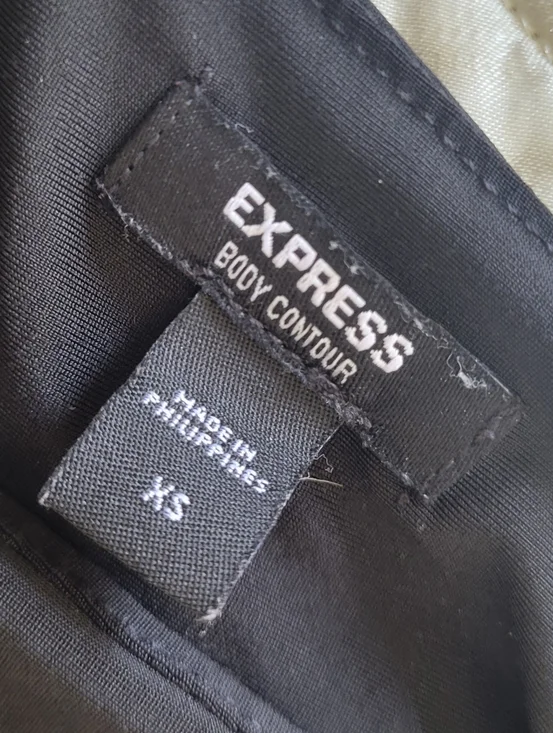 EXPRESS
BODY CONTOUR
MADE IN
PHILIPPINES
XS